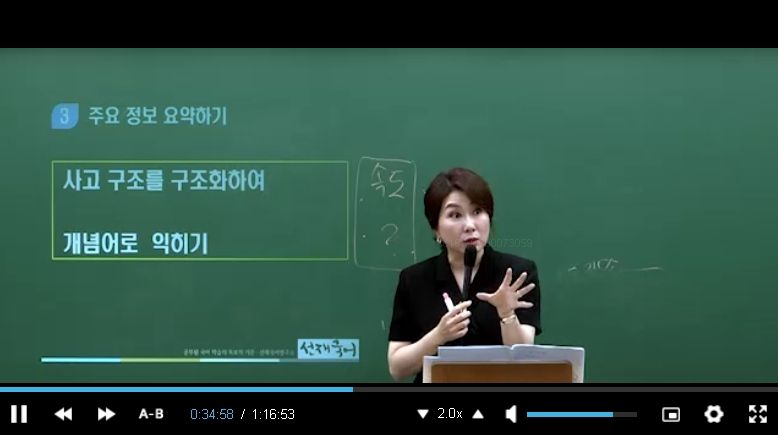 3 주요 정보 요약하기
사고 구조를 구조화하여
개념어로 익히기
속도
?
선재국어
A-B
0:34:58 / 1:16:53
2.0x